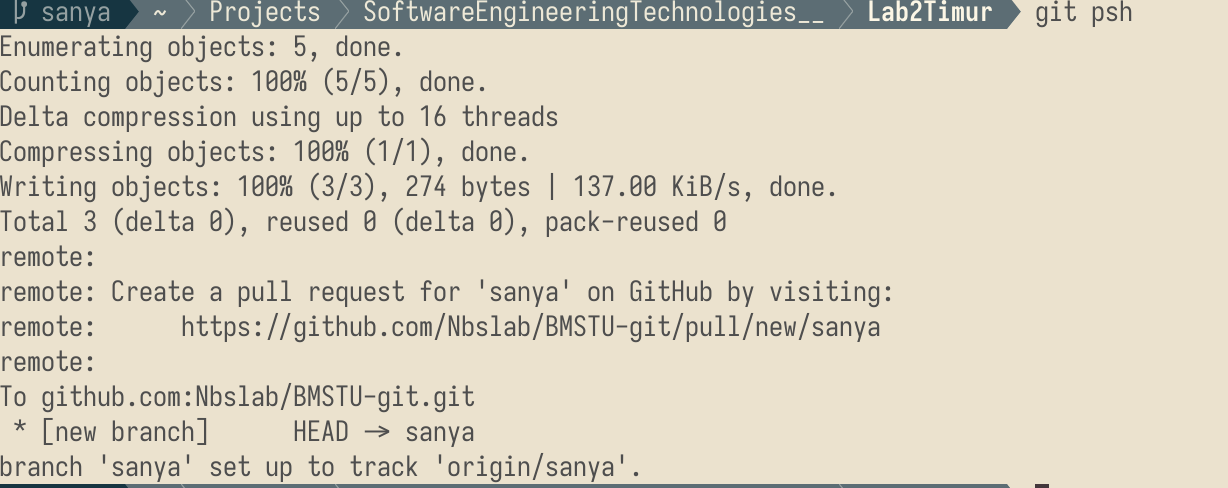 sanya ~ Projects SoftwareEngineeringTechnologies__ Lab2Timur git psh
Enumerating objects: 5, done.
Counting objects: 100% (5/5), done.
Delta compression using up to 16 threads
Compressing objects: 100% (1/1), done.
Writing objects: 100% (3/3), 274 bytes | 137.00 KiB/s, done.
Total 3 (delta 0), reused 0 (delta 0), pack-reused 0
remote:
remote: Create a pull request for 'sanya' on GitHub by visiting:
remote:      https://github.com/Nbslab/BMSTU-git/pull/new/sanya
remote:
To github.com:Nbslab/BMSTU-git.git
 * [new branch]      HEAD -> sanya
branch 'sanya' set up to track 'origin/sanya'.